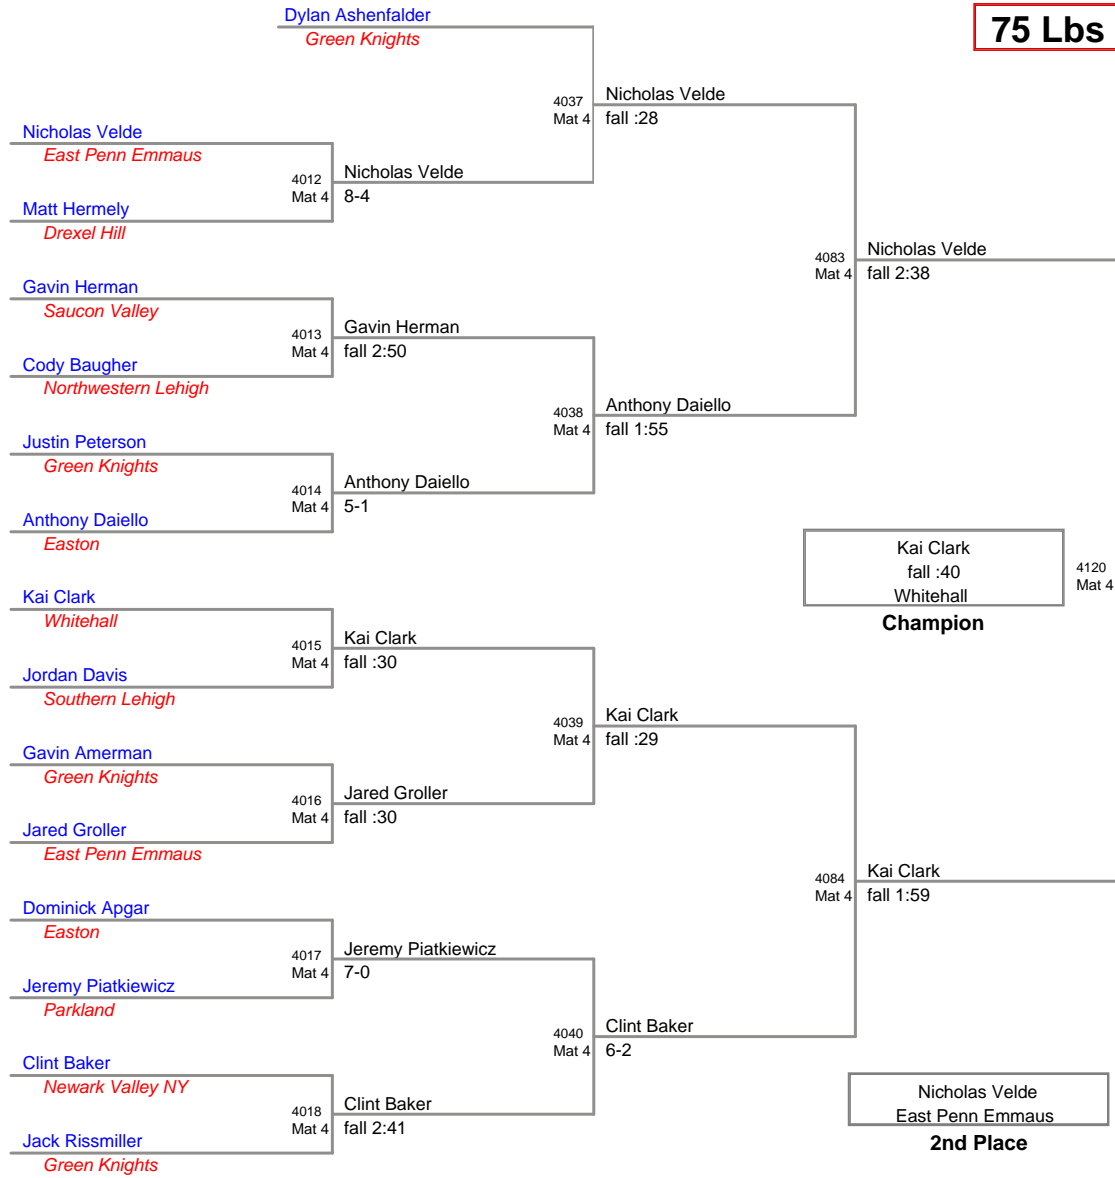 Dylan Ashenfalder
Green Knights
75 Lbs
4037
Mat 4
Nicholas Velde
fall :28
Nicholas Velde
East Penn Emmaus
4012
Mat 4
Nicholas Velde
8-4
Matt Hermely
Drexel Hill
4083
Mat 4
Nicholas Velde
fall 2:38
Gavin Herman
Saucon Valley
4013
Mat 4
Gavin Herman
fall 2:50
Cody Baugher
Northwestern Lehigh
4038
Mat 4
Anthony Daiello
fall 1:55
Justin Peterson
Green Knights
4014
Mat 4
Anthony Daiello
5-1
Anthony Daiello
Easton
Kai Clark
fall :40
Whitehall
Champion
4120
Mat 4
Kai Clark
Whitehall
4015
Mat 4
Kai Clark
fall :30
Jordan Davis
Southern Lehigh
4039
Mat 4
Kai Clark
fall :29
Gavin Amerman
Green Knights
4016
Mat 4
Jared Groller
fall :30
Jared Groller
East Penn Emmaus
4084
Mat 4
Kai Clark
fall 1:59
Dominick Apgar
Easton
4017
Mat 4
Jeremy Piatkiewicz
7-0
Jeremy Piatkiewicz
Parkland
4040
Mat 4
Clint Baker
6-2
Clint Baker
Newark Valley NY
4018
Mat 4
Clint Baker
fall 2:41
Jack Rissmiller
Green Knights
Nicholas Velde
East Penn Emmaus
2nd Place